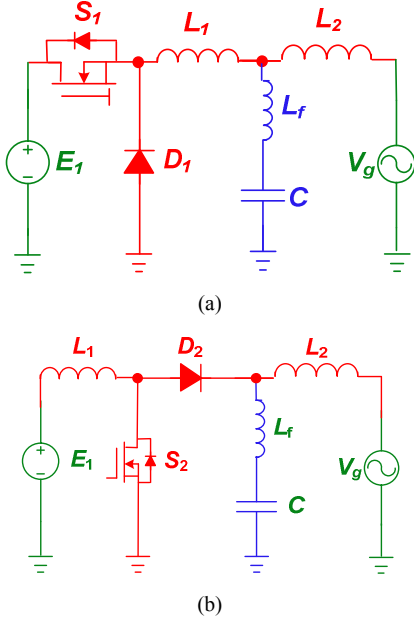 S1 L1 L2
Lf
E1 + − D1 C Vg
(a)
L1 D2 L2
Lf
E1 + − S2 C Vg
(b)